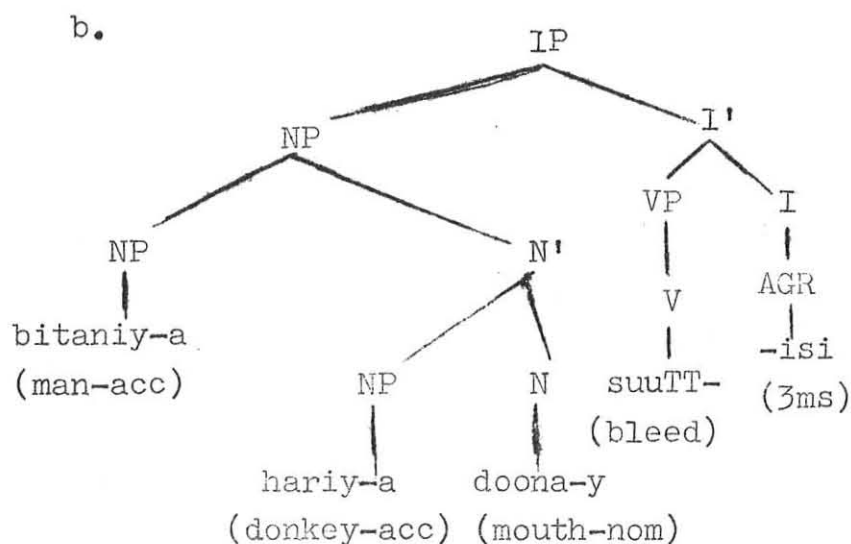 b.
IP
NP I'
VP I
NP N' AGR
V
bitaniy-a -isi
(man-acc) NP N suuTT- (3ms)
(bleed)
hariy-a doona-y
(donkey-acc) (mouth-nom)